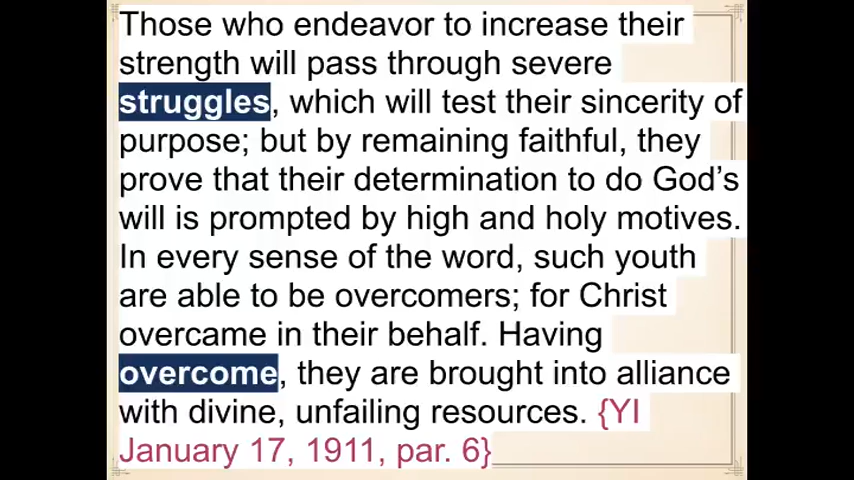 Those who endeavor to increase their
strength will pass through severe
struggles, which will test their sincerity of
purpose; but by remaining faithful, they
prove that their determination to do God’s
will is prompted by high and holy motives.
In every sense of the word, such youth
are able to be overcomers; for Christ
overcame in their behalf. Having
overcome, they are brought into alliance
with divine, unfailing resources. {YI
January 17, 1911, par. 6}